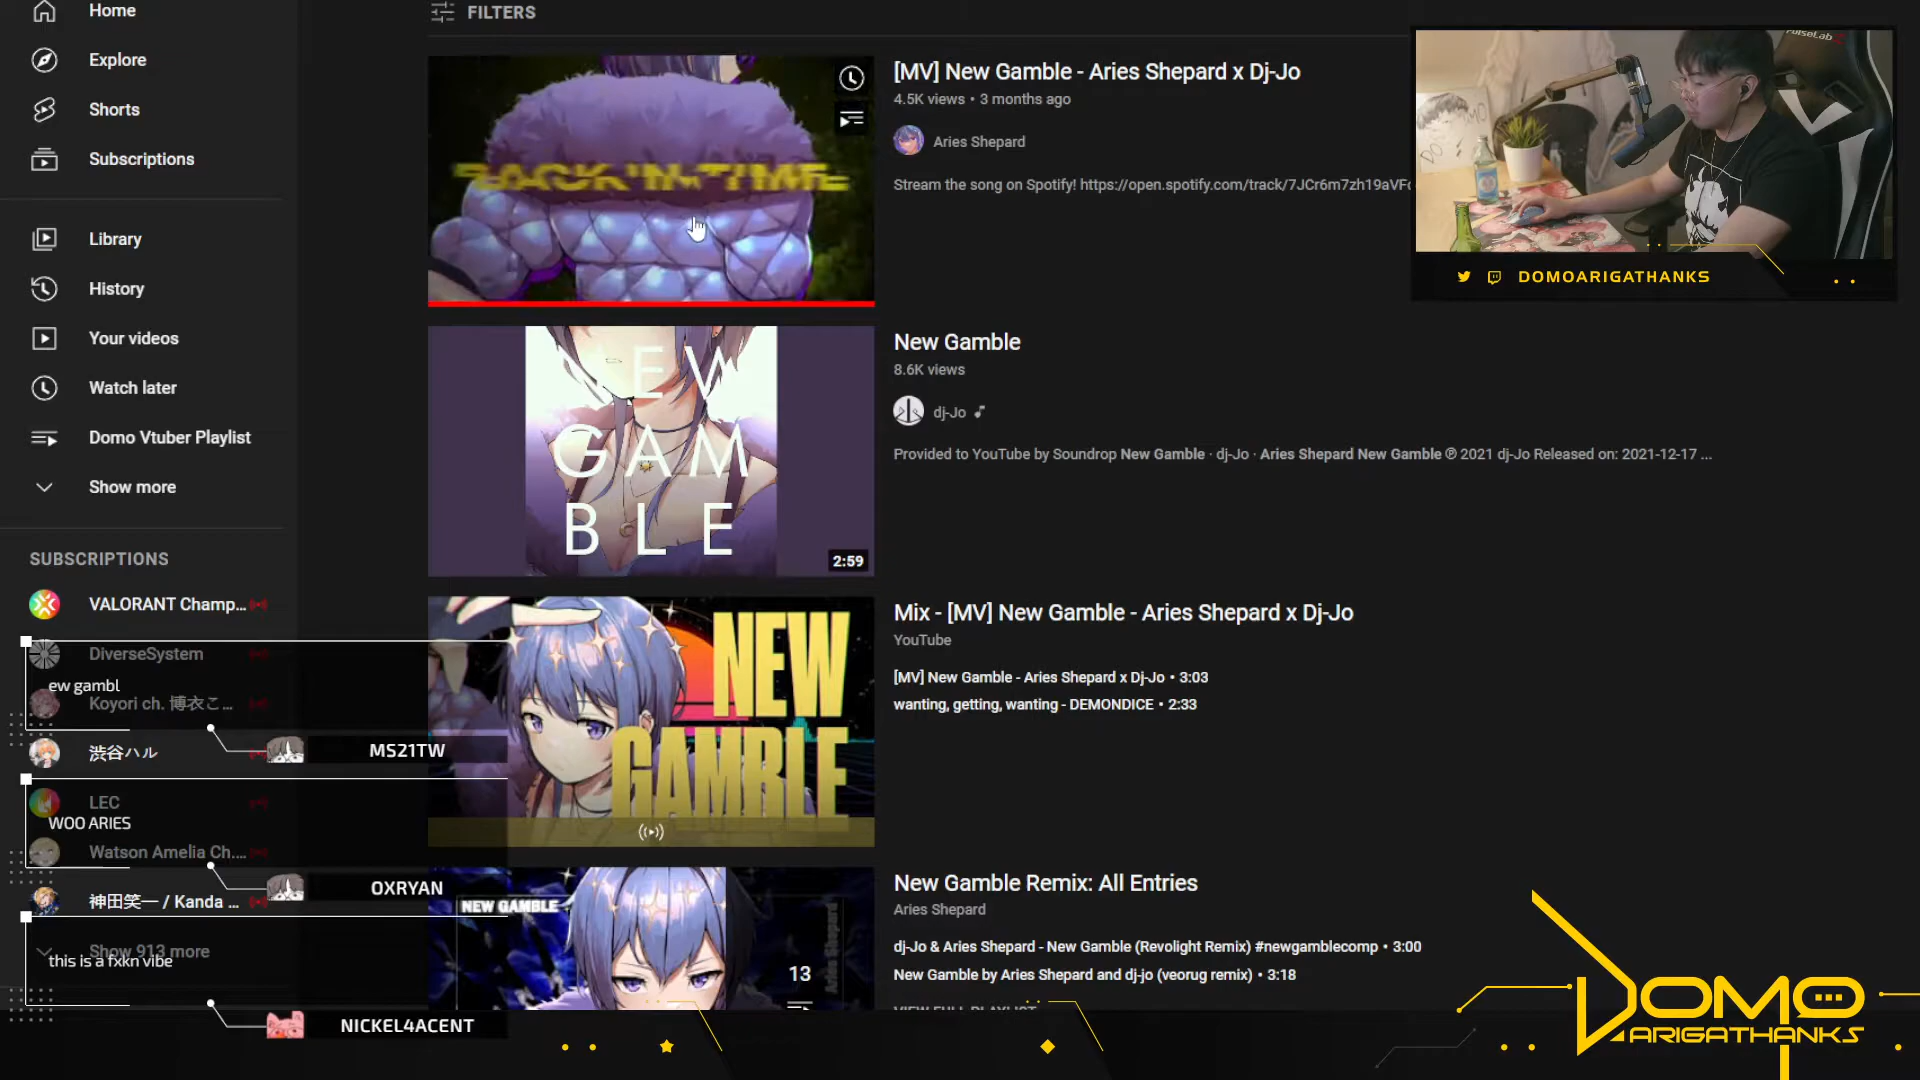 Home
Explore
Shorts
Subscriptions
Library
History
Your videos
Watch later
Domo Vtuber Playlist
Show more
SUBSCRIPTIONS
VALORANT Champ...
DiverseSystem
ew gambl
Koyori ch. 博衣こ...
渋谷ハル
MS21TW
LEC
WOO ARIES
Watson Amelia Ch....
OXRYAN
神田笑一 / Kanda ...
Show 913 more
this is a fxkn vibe
NICKEL4ACENT
FILTERS
BACK IN TIME
[MV] New Gamble - Aries Shepard x Dj-Jo
4.5K views • 3 months ago
Aries Shepard
Stream the song on Spotify! https://open.spotify.com/track/7JCr6m7zh19aVF
NEW
GAM
BLE
2:59
New Gamble
8.6K views
dj-Jo
Provided to YouTube by Soundrop New Gamble · dj-Jo · Aries Shepard New Gamble ℗ 2021 dj-Jo Released on: 2021-12-17 ...
NEW
GAMBLE
Mix - [MV] New Gamble - Aries Shepard x Dj-Jo
YouTube
[MV] New Gamble - Aries Shepard x Dj-Jo • 3:03
wanting, getting, wanting - DEMONDICE • 2:33
NEW GAMBLE
Aries Shepard
13
New Gamble Remix: All Entries
Aries Shepard
dj-Jo & Aries Shepard - New Gamble (Revolight Remix) #newgamblecomp • 3:00
New Gamble by Aries Shepard and dj-jo (veorug remix) • 3:18
VIEW FULL PLAYLIST
PulseLabZ
DOMOARIGATHANKS
DOMO
ARIGATHANKS